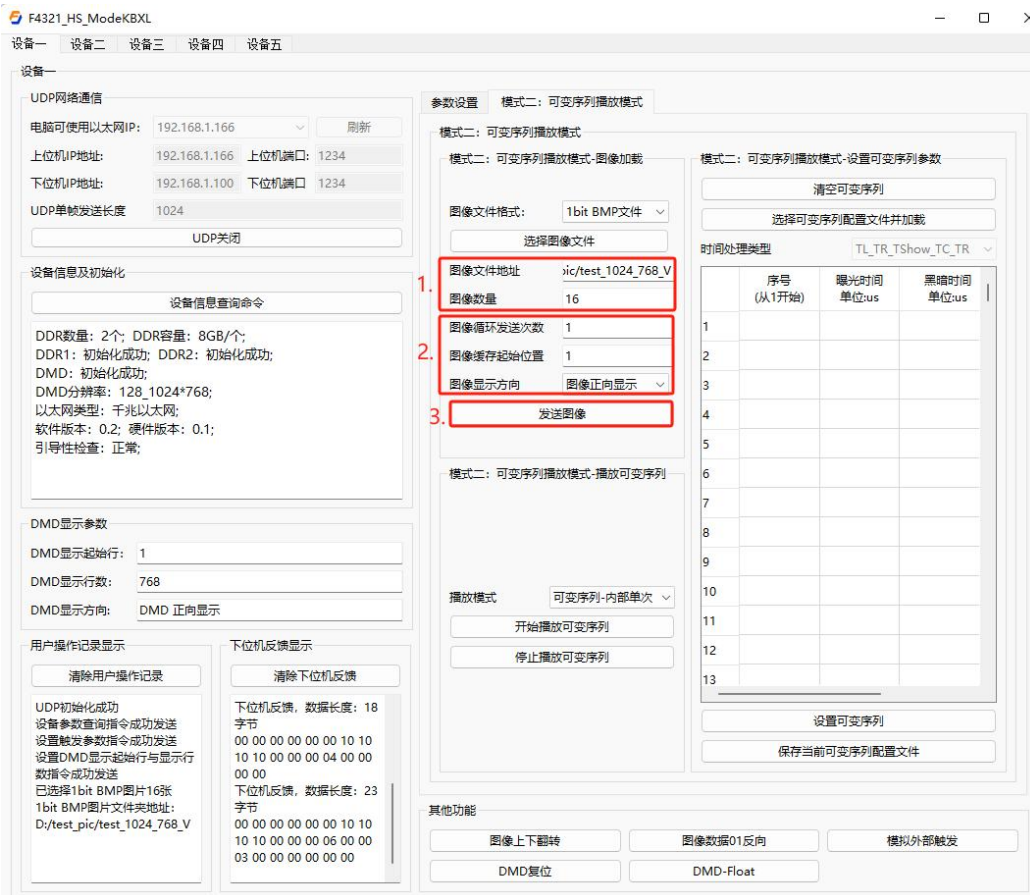 F4321_HS_ModeKBXL
设备一 设备二 设备三 设备四 设备五
设备一
UDP网络通信
电脑可使用以太网IP: 192.168.1.166 刷新
上位机IP地址: 192.168.1.166 上位机端口: 1234
下位机IP地址: 192.168.1.100 下位机端口 1234
UDP单帧发送长度 1024
UDP关闭
设备信息及初始化
设备信息查询命令
DDR数量: 2个; DDR容量: 8GB/个;
DDR1: 初始化成功; DDR2: 初始化成功;
DMD: 初始化成功;
DMD分辨率: 128_1024*768;
以太网类型: 千兆以太网;
软件版本: 0.2; 硬件版本: 0.1;
引导性检查: 正常;
DMD显示参数
DMD显示起始行: 1
DMD显示行数: 768
DMD显示方向: DMD 正向显示
用户操作记录显示
清除用户操作记录
UDP初始化成功
设备参数查询指令成功发送
设置触发参数指令成功发送
设置DMD显示起始行与显示行
数指令成功发送
已选择1bit BMP图片16张
1bit BMP图片文件夹地址:
D:/test_pic/test_1024_768_V
下位机反馈显示
清除下位机反馈
下位机反馈, 数据长度: 18
字节
00 00 00 00 00 00 10 10
10 10 00 00 00 04 00 00
00 00
下位机反馈, 数据长度: 23
字节
00 00 00 00 00 00 10 10
10 10 00 00 00 06 00 00
03 00 00 00 00 00 00
参数设置 模式二: 可变序列播放模式
模式二: 可变序列播放模式
模式二: 可变序列播放模式-图像加载
图像文件格式: 1bit BMP文件
选择图像文件
1.
图像文件地址 pic/test_1024_768_V
图像数量 16
2.
图像循环发送次数 1
图像缓存起始位置 1
图像显示方向 图像正向显示
3.
发送图像
模式二: 可变序列播放模式-播放可变序列
播放模式 可变序列-内部单次
开始播放可变序列
停止播放可变序列
模式二: 可变序列播放模式-设置可变序列参数
清空可变序列
选择可变序列配置文件并加载
时间处理类型 TL_TR_TShow_TC_TR
序号 曝光时间 黑暗时间
(从1开始) 单位:us 单位:us
1
2
3
4
5
6
7
8
9
10
11
12
13
设置可变序列
保存当前可变序列配置文件
其他功能
图像上下翻转 图像数据01反向 模拟外部触发
DMD复位 DMD-Float